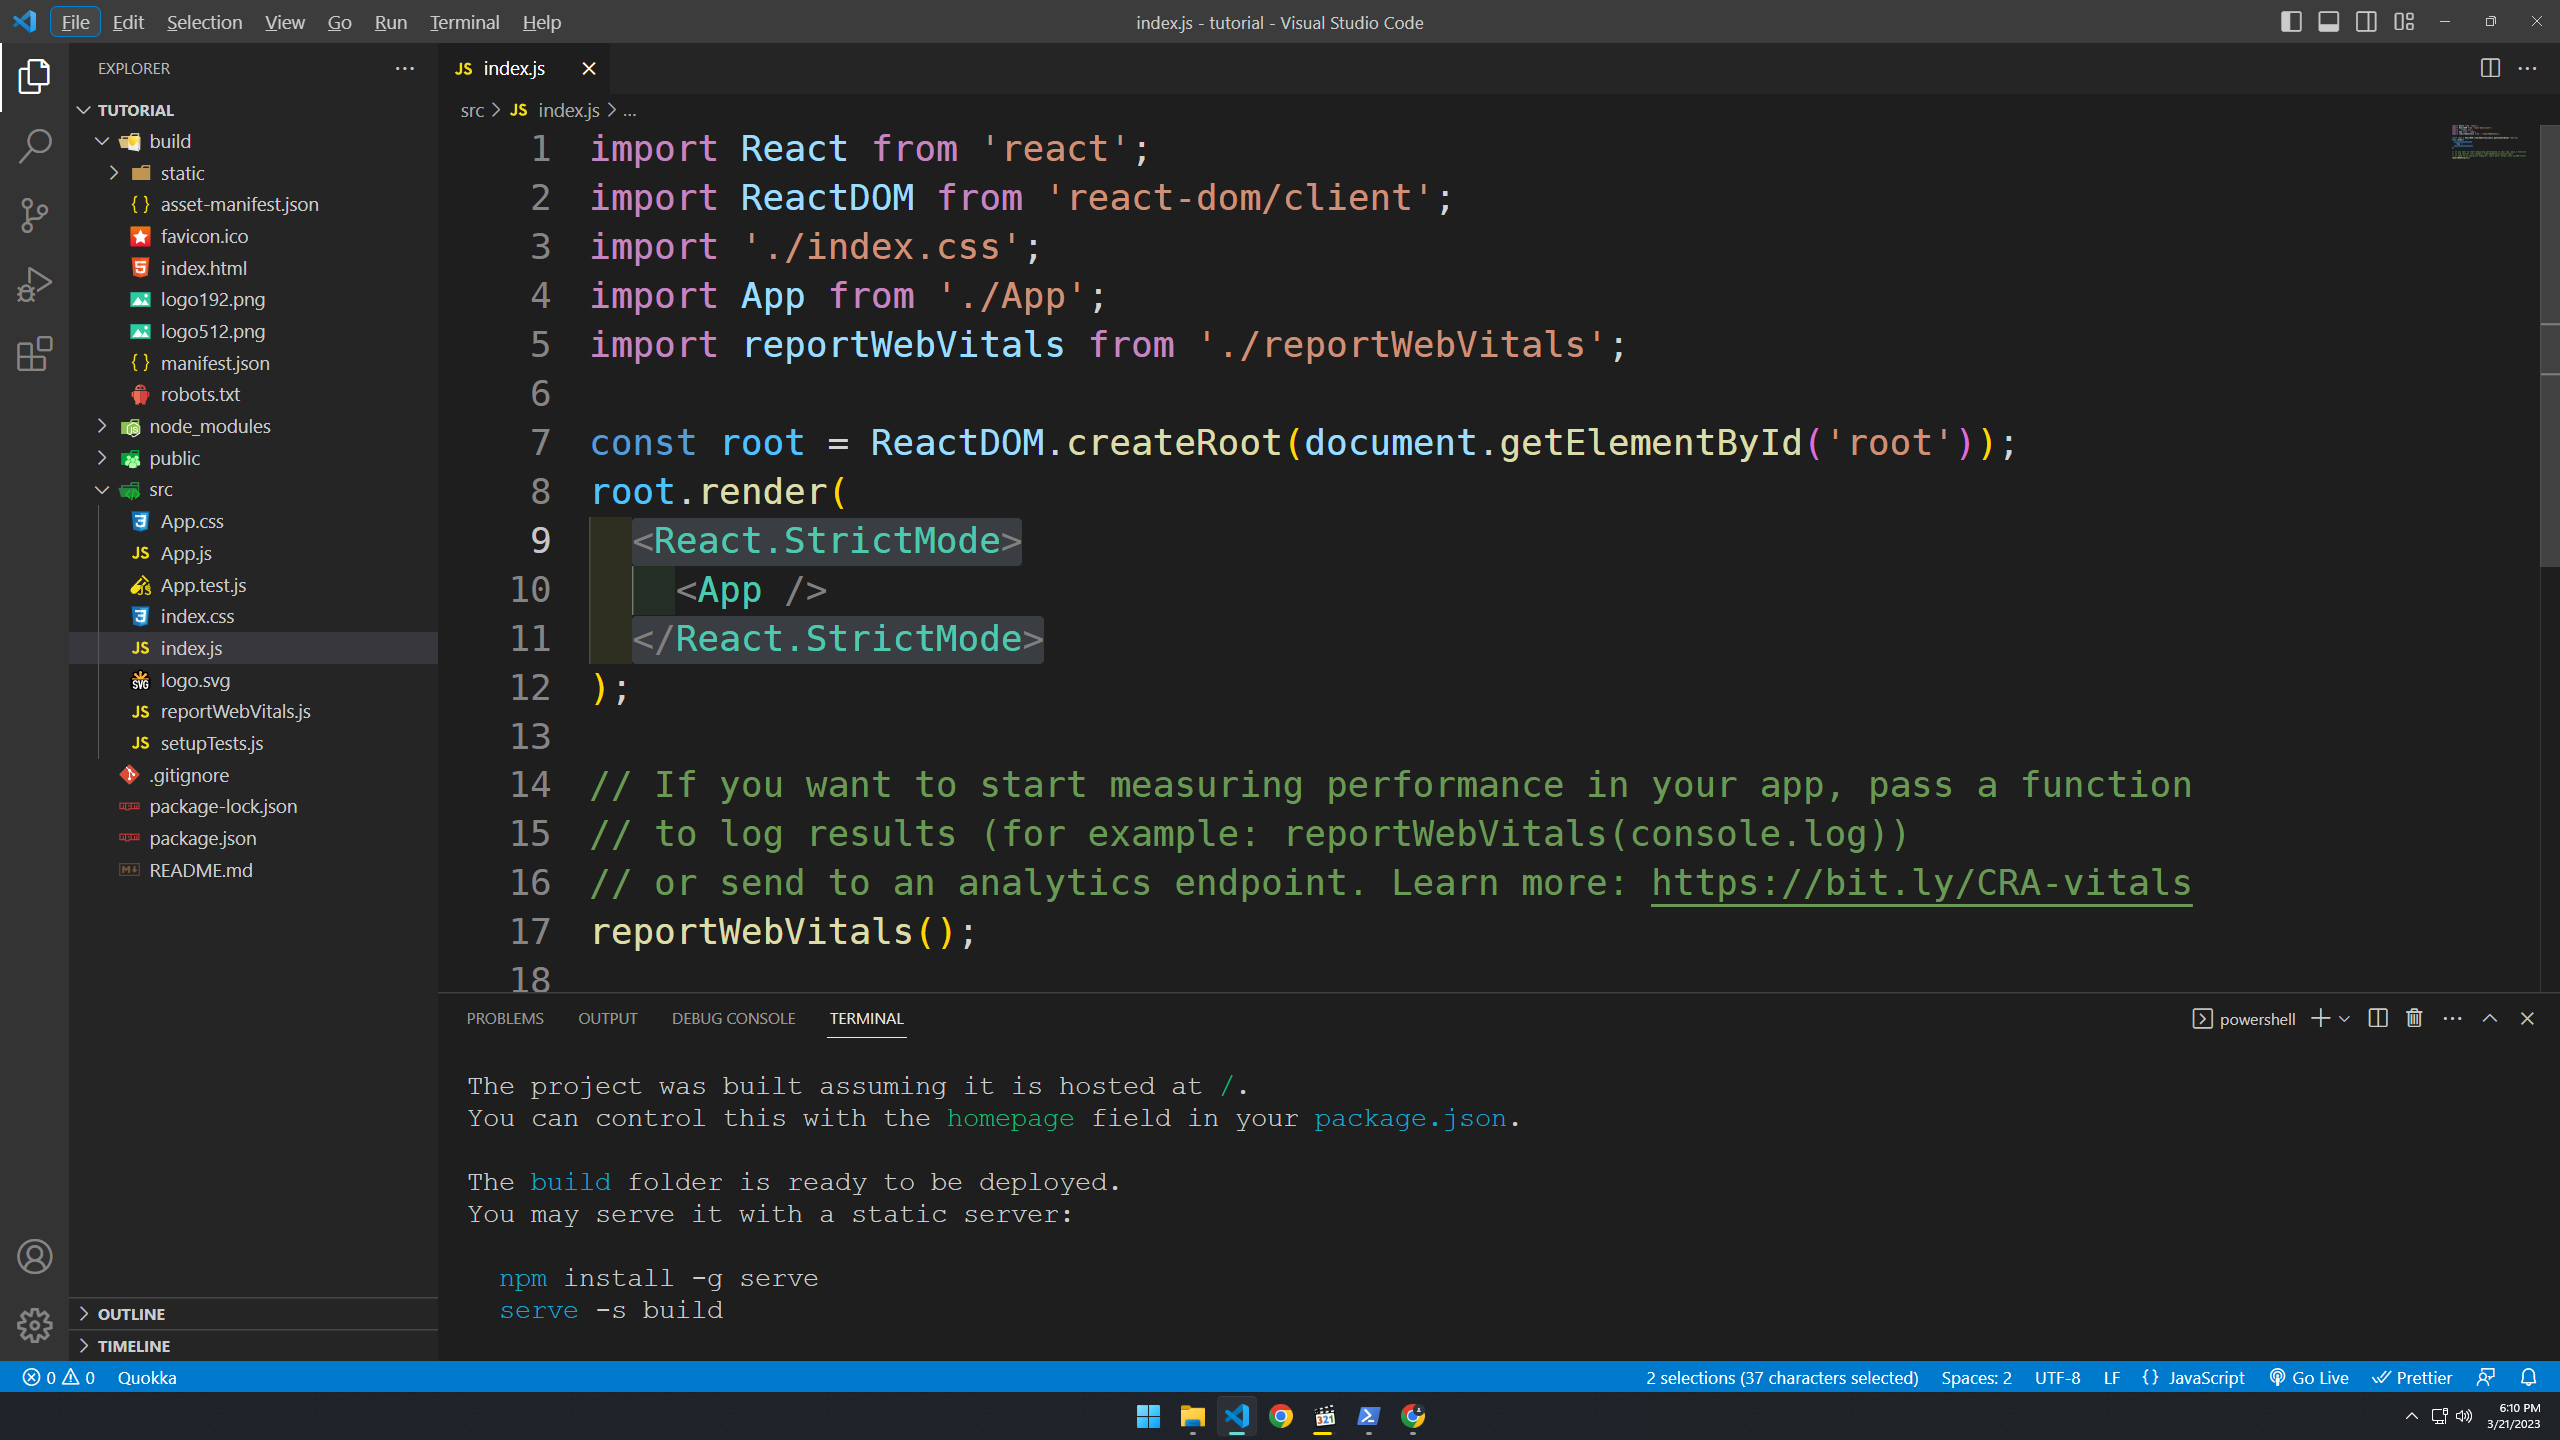 File Edit Selection View Go Run Terminal Help
index.js - tutorial - Visual Studio Code
EXPLORER
TUTORIAL
build
static
asset-manifest.json
favicon.ico
index.html
logo192.png
logo512.png
manifest.json
robots.txt
node_modules
public
src
App.css
App.js
App.test.js
index.css
index.js
logo.svg
reportWebVitals.js
setupTests.js
.gitignore
package-lock.json
package.json
README.md
OUTLINE
TIMELINE
JS index.js
src > JS index.js > ...
1 import React from 'react';
2 import ReactDOM from 'react-dom/client';
3 import './index.css';
4 import App from './App';
5 import reportWebVitals from './reportWebVitals';
6
7 const root = ReactDOM.createRoot(document.getElementById('root'));
8 root.render(
9 <React.StrictMode>
10 <App />
11 </React.StrictMode>
12 );
13
14 // If you want to start measuring performance in your app, pass a function
15 // to log results (for example: reportWebVitals(console.log))
16 // or send to an analytics endpoint. Learn more: https://bit.ly/CRA-vitals
17 reportWebVitals();
18
PROBLEMS OUTPUT DEBUG CONSOLE TERMINAL
powershell
The project was built assuming it is hosted at /.
You can control this with the homepage field in your package.json.
The build folder is ready to be deployed.
You may serve it with a static server:
npm install -g serve
serve -s build
0 0 Quokka
2 selections (37 characters selected) Spaces: 2 UTF-8 LF {} JavaScript Go Live Prettier
6:10 PM
3/21/2023